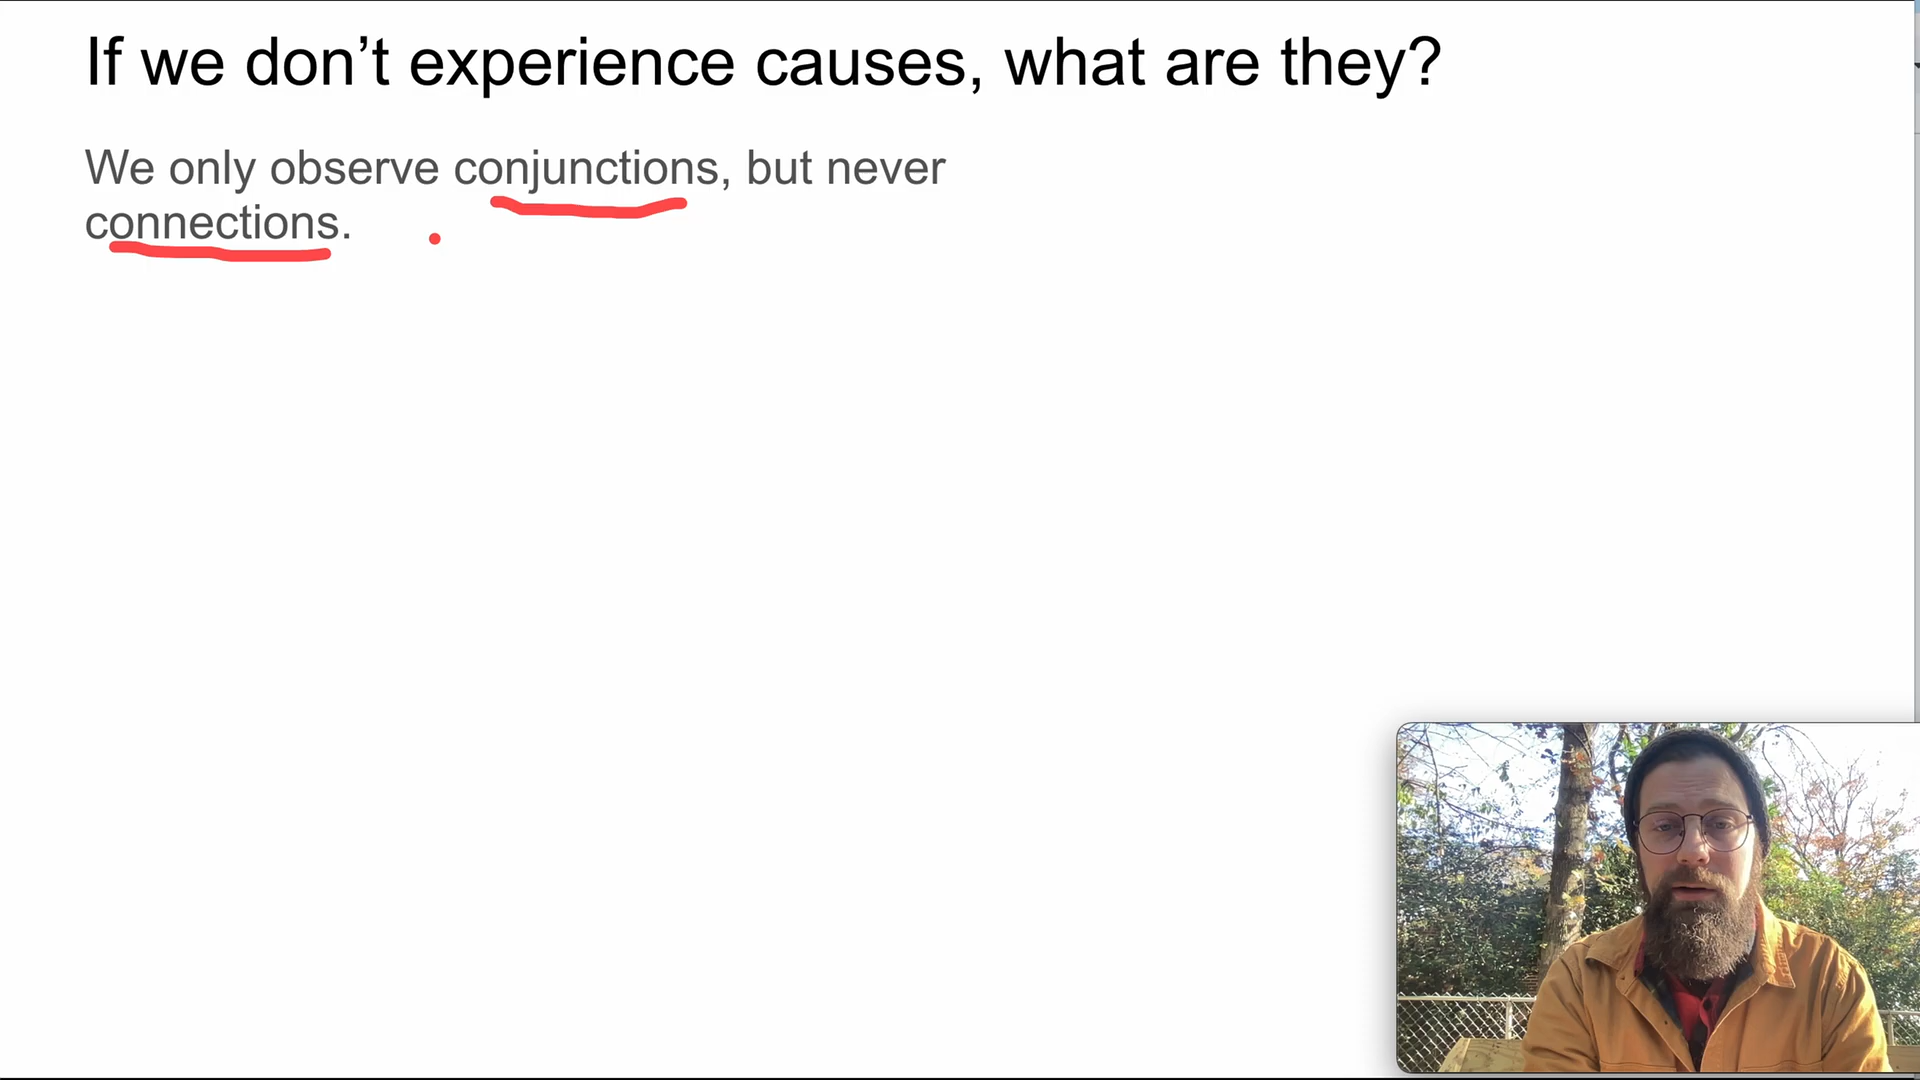 If we don’t experience causes, what are they?
We only observe conjunctions, but never
connections.